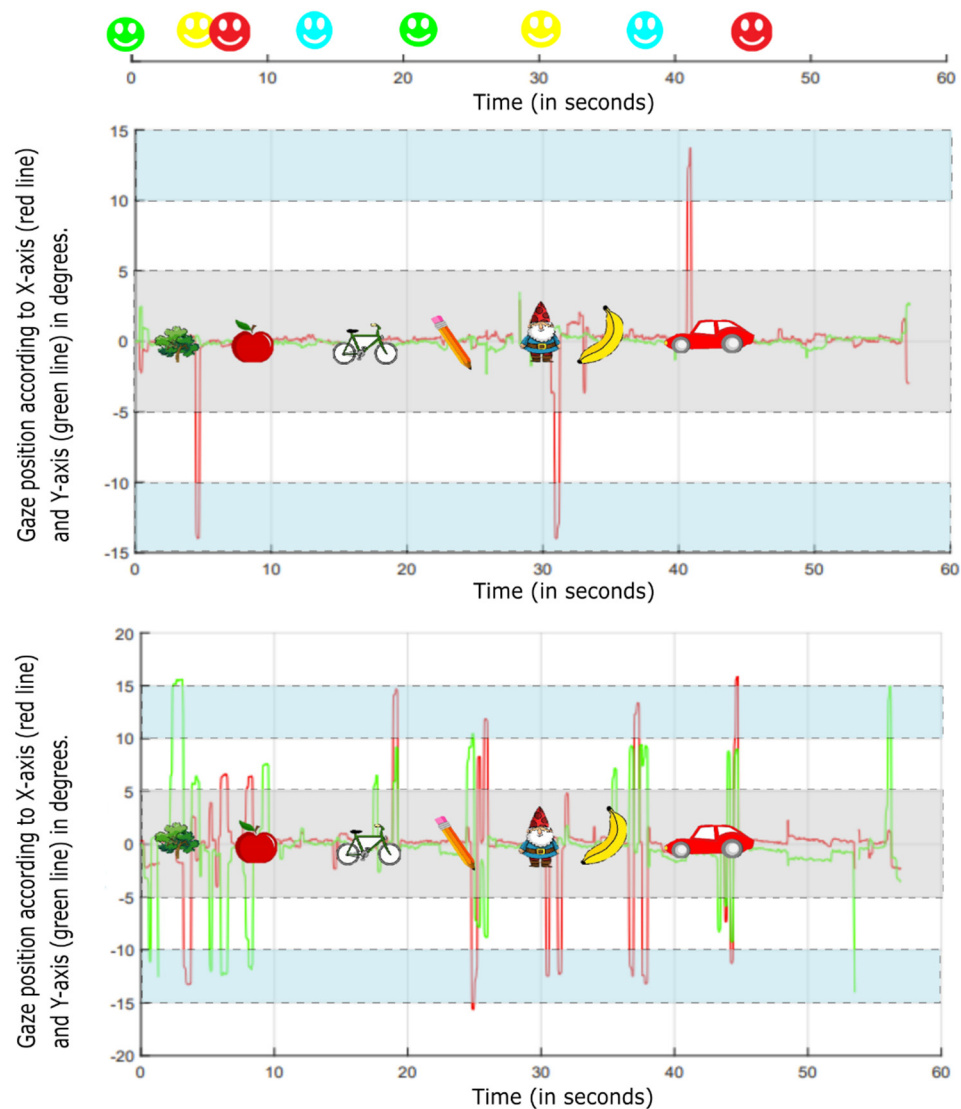 0 10 20 30 40 50 60
Time (in seconds)
Gaze position according to X-axis (red line)
and Y-axis (green line) in degrees.
15
10
5
0
-5
-10
-15
0 10 20 30 40 50 60
Time (in seconds)
Gaze position according to X-axis (red line)
and Y-axis (green line) in degrees.
20
15
10
5
0
-5
-10
-15
-20
0 10 20 30 40 50 60
Time (in seconds)